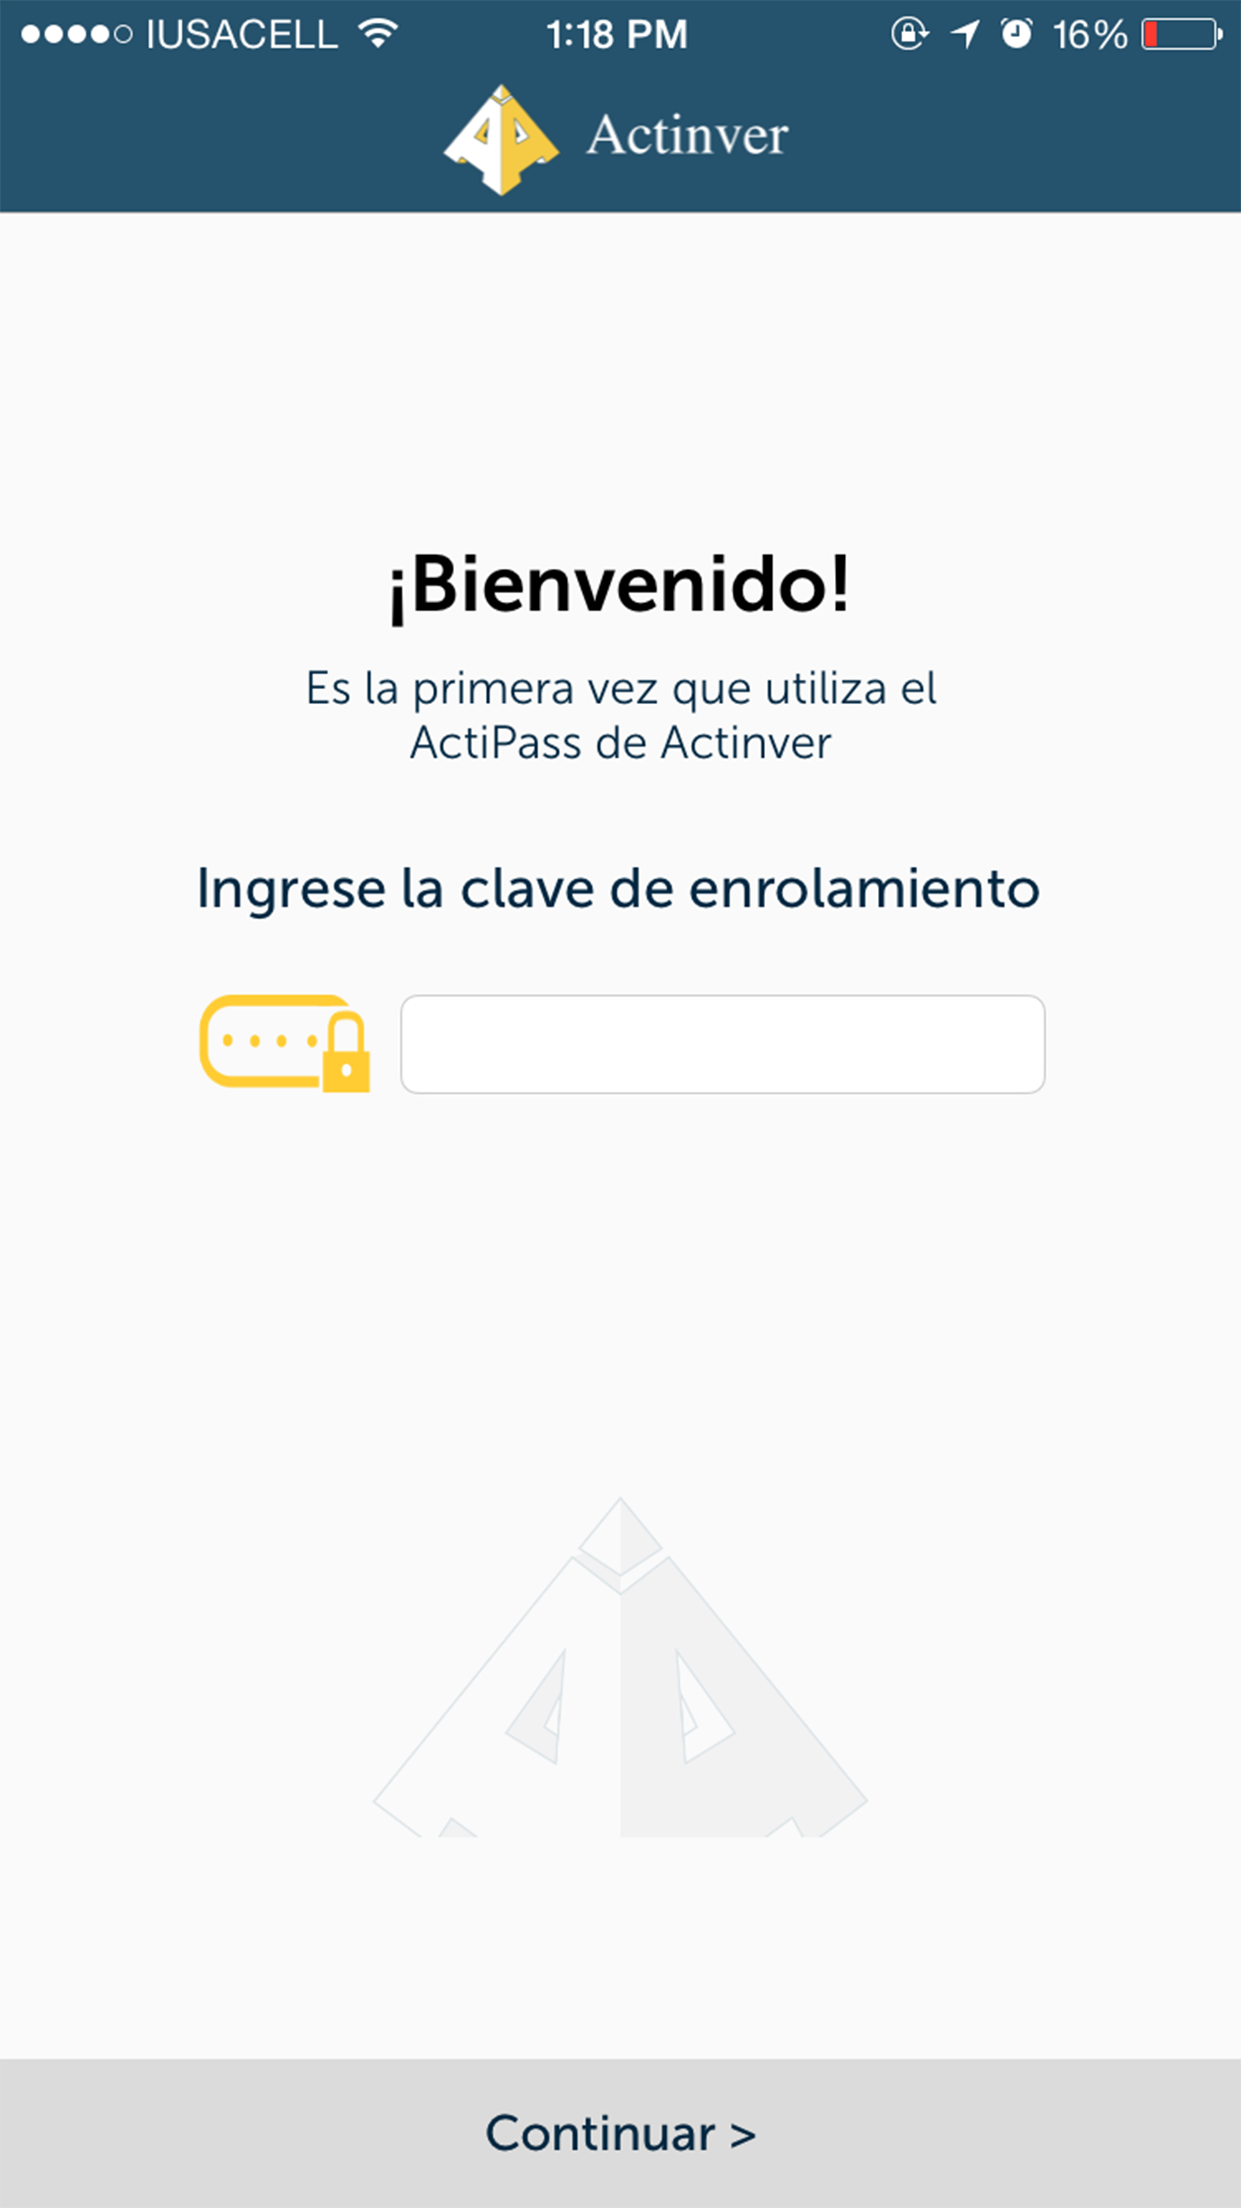 IUSACELL 1:18 PM 16%
Actinver
¡Bienvenido!
Es la primera vez que utiliza el
ActiPass de Actinver
Ingrese la clave de enrolamiento
Continuar >